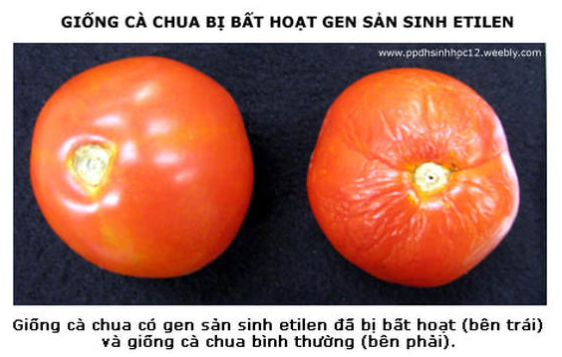 GIỐNG CÀ CHUA BỊ BẤT HOẠT GEN SẢN SINH ETILEN
www.ppdhsinhhọc12.weebly.com
Giống cà chua có gen sản sinh etilen đã bị bất hoạt (bên trái)
và giống cà chua bình thường (bên phải).